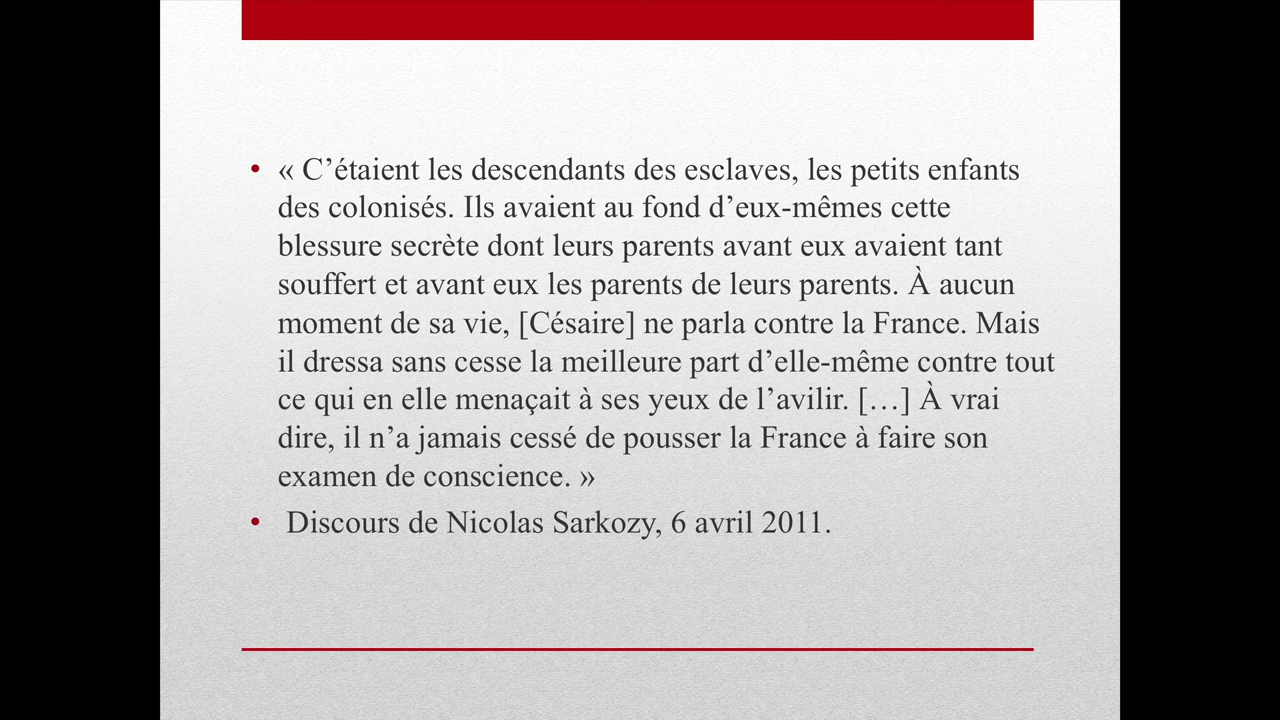 • « C’étaient les descendants des esclaves, les petits enfants
des colonisés. Ils avaient au fond d’eux-mêmes cette
blessure secrète dont leurs parents avant eux avaient tant
souffert et avant eux les parents de leurs parents. À aucun
moment de sa vie, [Césaire] ne parla contre la France. Mais
il dressa sans cesse la meilleure part d’elle-même contre tout
ce qui en elle menaçait à ses yeux de l’avilir. […] À vrai
dire, il n’a jamais cessé de pousser la France à faire son
examen de conscience. »
• Discours de Nicolas Sarkozy, 6 avril 2011.